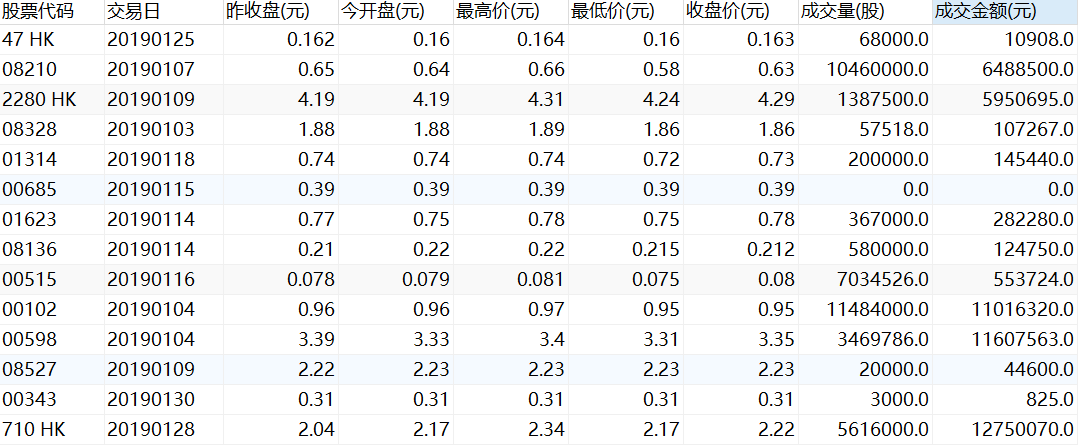 股票代码 交易日 昨收盘(元) 今开盘(元) 最高价(元) 最低价(元) 收盘价(元) 成交量(股) 成交金额(元)
47 HK 20190125 0.162 0.16 0.164 0.16 0.163 68000.0 10908.0
08210 20190107 0.65 0.64 0.66 0.58 0.63 10460000.0 6488500.0
2280 HK 20190109 4.19 4.19 4.31 4.24 4.29 1387500.0 5950695.0
08328 20190103 1.88 1.88 1.89 1.86 1.86 57518.0 107267.0
01314 20190118 0.74 0.74 0.74 0.72 0.73 200000.0 145440.0
00685 20190115 0.39 0.39 0.39 0.39 0.39 0.0 0.0
01623 20190114 0.77 0.75 0.78 0.75 0.78 367000.0 282280.0
08136 20190114 0.21 0.22 0.22 0.215 0.212 580000.0 124750.0
00515 20190116 0.078 0.079 0.081 0.075 0.08 7034526.0 553724.0
00102 20190104 0.96 0.96 0.97 0.95 0.95 11484000.0 11016320.0
00598 20190104 3.39 3.33 3.4 3.31 3.35 3469786.0 11607563.0
08527 20190109 2.22 2.23 2.23 2.23 2.23 20000.0 44600.0
00343 20190130 0.31 0.31 0.31 0.31 0.31 3000.0 825.0
710 HK 20190128 2.04 2.17 2.34 2.17 2.22 5616000.0 12750070.0